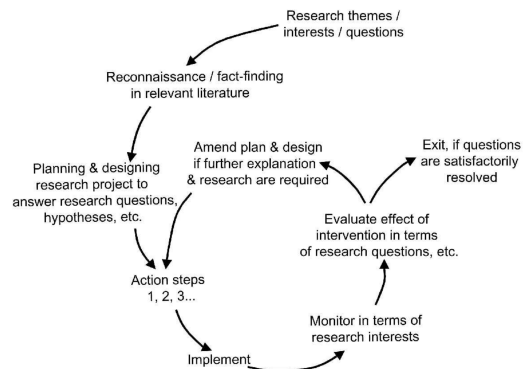 Research themes /
interests / questions
Reconnaissance / fact-finding
in relevant literature
Planning & designing
research project to
answer research questions,
hypotheses, etc.
Amend plan & design
if further explanation
& research are required
Exit, if questions
are satisfactorily
resolved
Evaluate effect of
intervention in terms
of research questions, etc.
Action steps
1, 2, 3...
Monitor in terms of
research interests
Implement